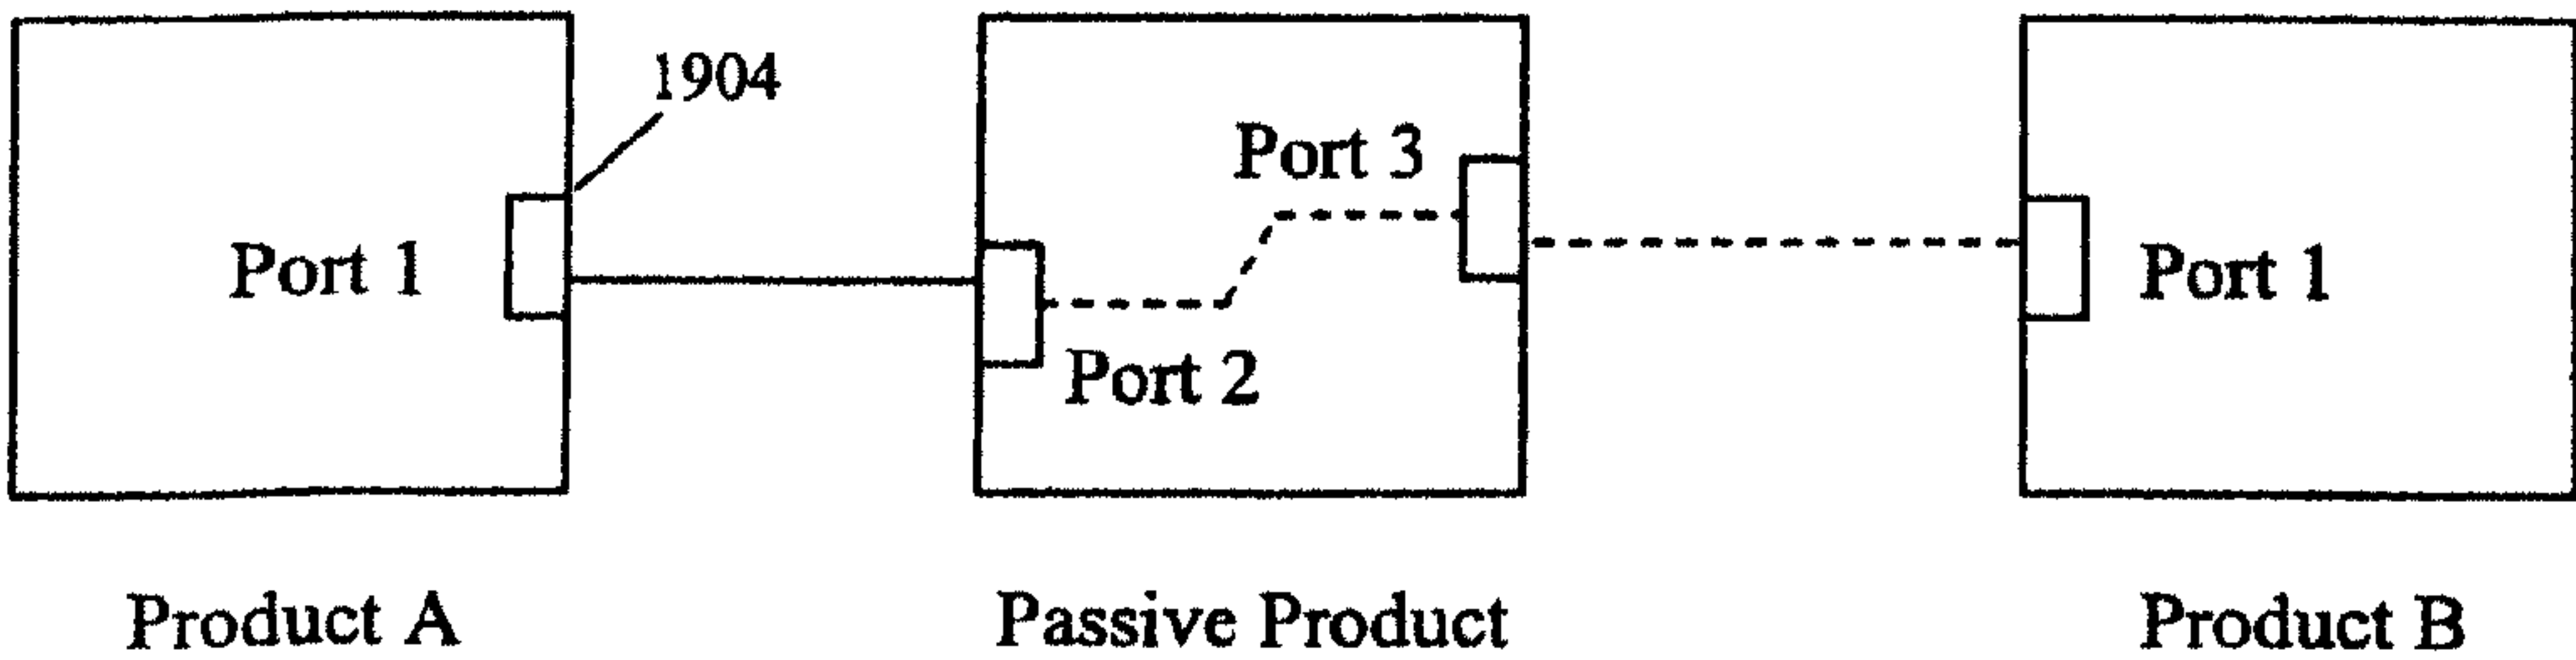 1904
Port 3
Port 1
Port 1
Port 2
Product A
Passive Product
Product B